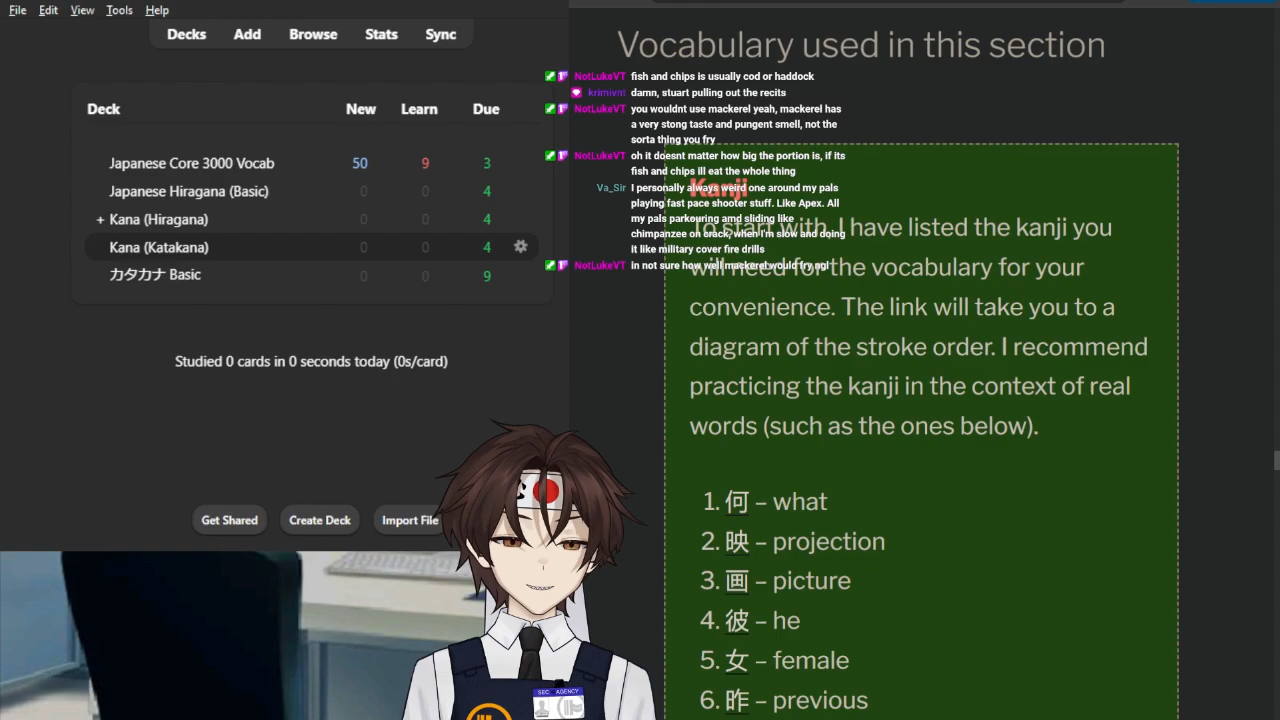 File Edit View Tools Help
Decks Add Browse Stats Sync
Deck New Learn Due
Japanese Core 3000 Vocab 50 9 3
Japanese Hiragana (Basic) 0 0 4
+ Kana (Hiragana) 0 0 4
Kana (Katakana) 0 0 4
カタカナ Basic 0 0 9
Studied 0 cards in 0 seconds today (0s/card)
Get Shared Create Deck Import File
Vocabulary used in this section
NotLukeVT fish and chips is usually cod or haddock
krimivnt damn, stuart pulling out the recits
NotLukeVT you wouldnt use mackerel yeah, mackerel has
a very stong taste and pungent smell, not the
sorta thing you fry
NotLukeVT oh it doesnt matter how big the portion is, if its
fish and chips ill eat the whole thing
Va_Sir I personally always weird one around my pals
playing fast pace shooter stuff. Like Apex. All
my pals parkouring amd sliding like
chimpanzee on crack, when I'm slow and doing
it like military cover fire drills
NotLukeVT in not sure how well mackerel would fry ngl
Kanji
To start with, I have listed the kanji you
will need for the vocabulary for your
convenience. The link will take you to a
diagram of the stroke order. I recommend
practicing the kanji in the context of real
words (such as the ones below).
1. 何 – what
2. 映 – projection
3. 画 – picture
4. 彼 – he
5. 女 – female
6. 昨 – previous
SEC AGENCY